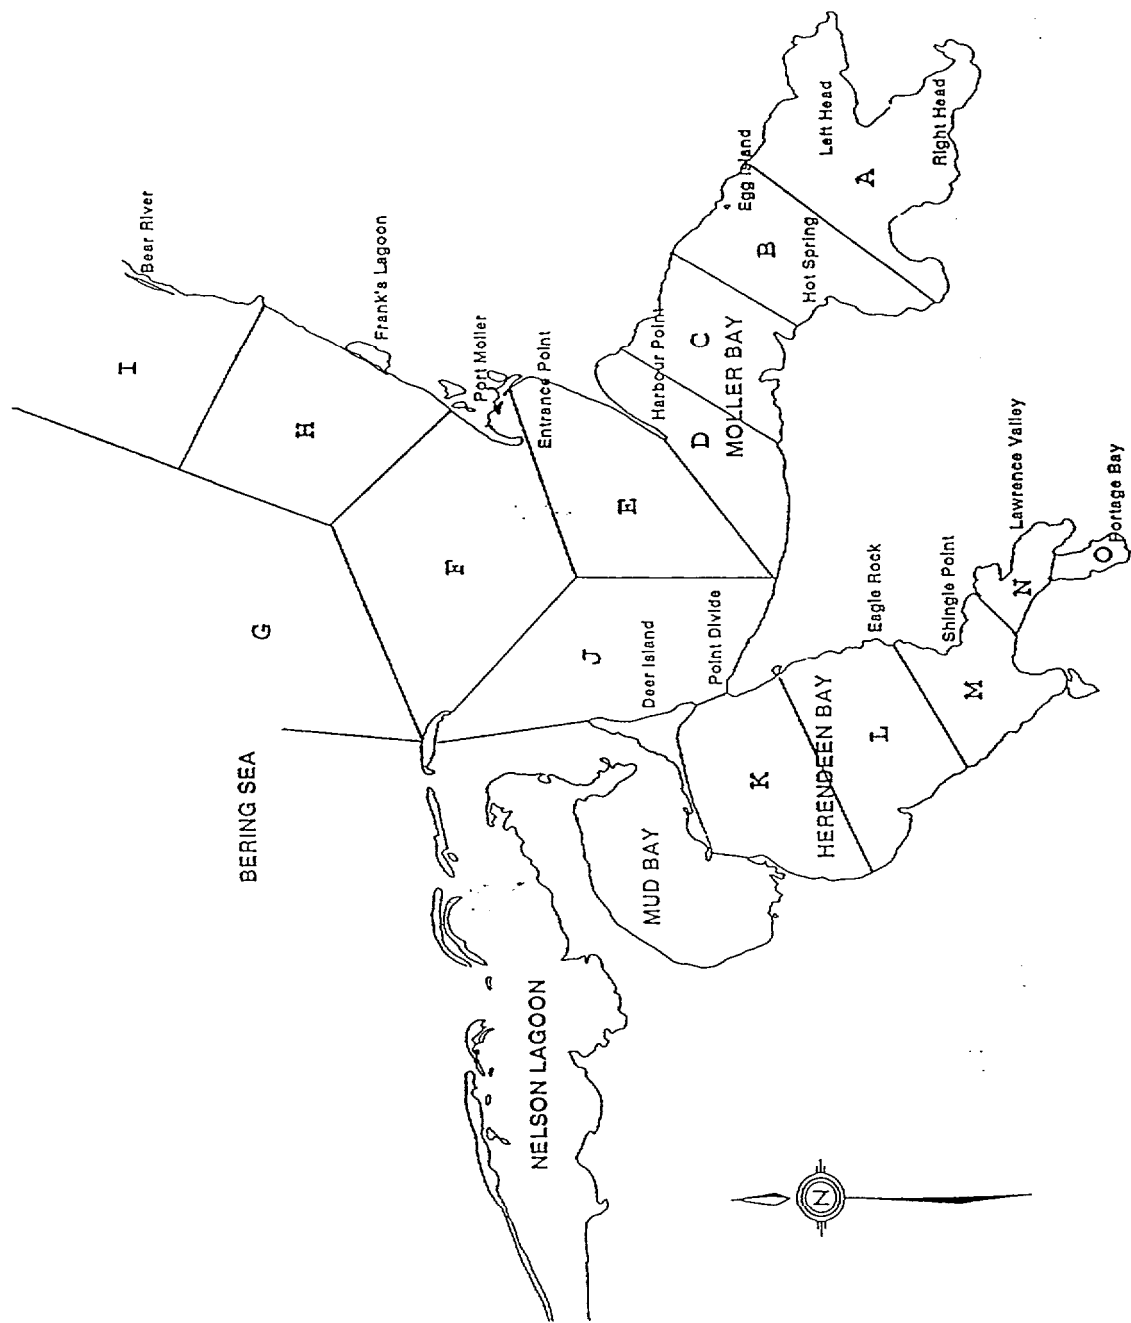 Bear River
I
Frank's Lagoon
H
Port Moller
Entrance Point
G
F
E
BERING SEA
J
Deer Island
Point Divide
Harbour Point
D
C
MOLLER BAY
B
Egg Island
Hot Spring
Left Head
A
Right Head
MUD BAY
K
HERENDEEN BAY
L
Eagle Rock
Shingle Point
M
N
Lawrence Valley
O
Portage Bay
NELSON LAGOON
N